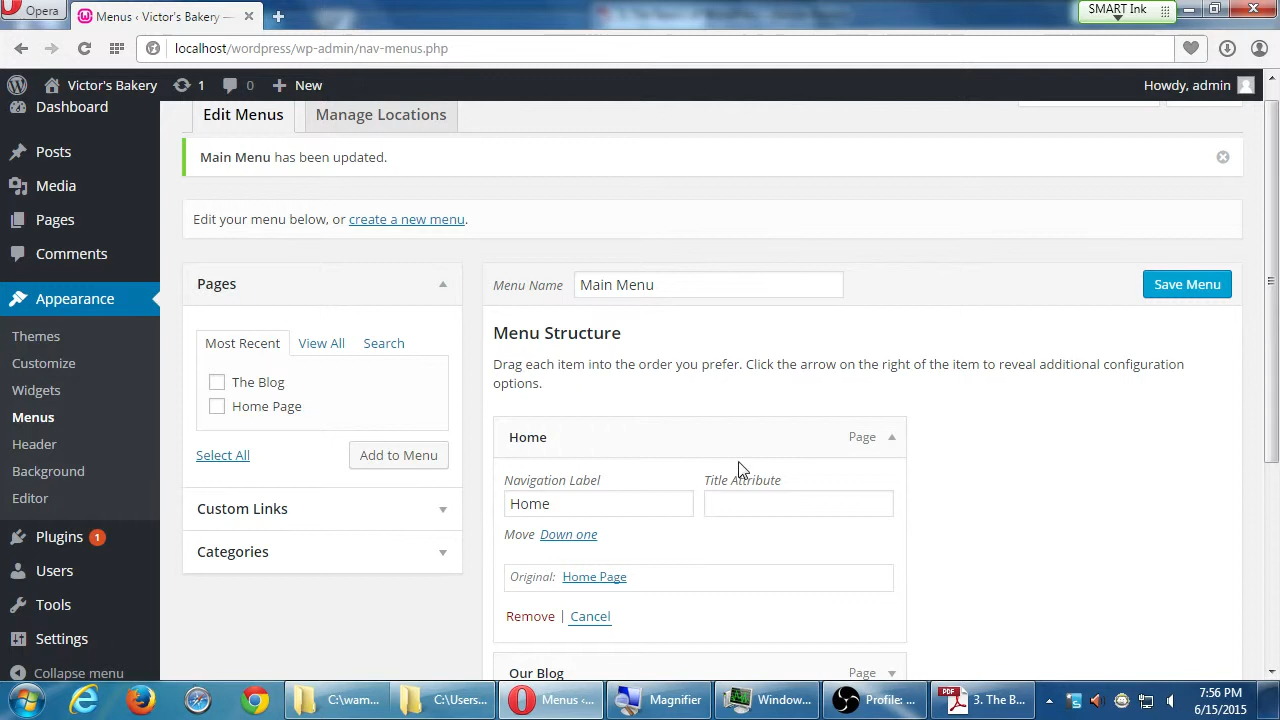 Opera
Menus ‹ Victor's Bakery —
SMART Ink
localhost/wordpress/wp-admin/nav-menus.php
Victor's Bakery
1
0
New
Howdy, admin
Dashboard
Posts
Media
Pages
Comments
Appearance
Themes
Customize
Widgets
Menus
Header
Background
Editor
Plugins 1
Users
Tools
Settings
Collapse menu
Edit Menus
Manage Locations
Main Menu has been updated.
Edit your menu below, or create a new menu.
Pages
Most Recent
View All
Search
The Blog
Home Page
Select All
Add to Menu
Custom Links
Categories
Menu Name
Main Menu
Save Menu
Menu Structure
Drag each item into the order you prefer. Click the arrow on the right of the item to reveal additional configuration
options.
Home
Page
Navigation Label
Title Attribute
Home
Move Down one
Original: Home Page
Remove | Cancel
Our Blog
Page
C:\wam...
C:\Users...
Menus ‹...
Magnifier
Window...
Profile: ...
PDF
3. The B...
7:56 PM
6/15/2015